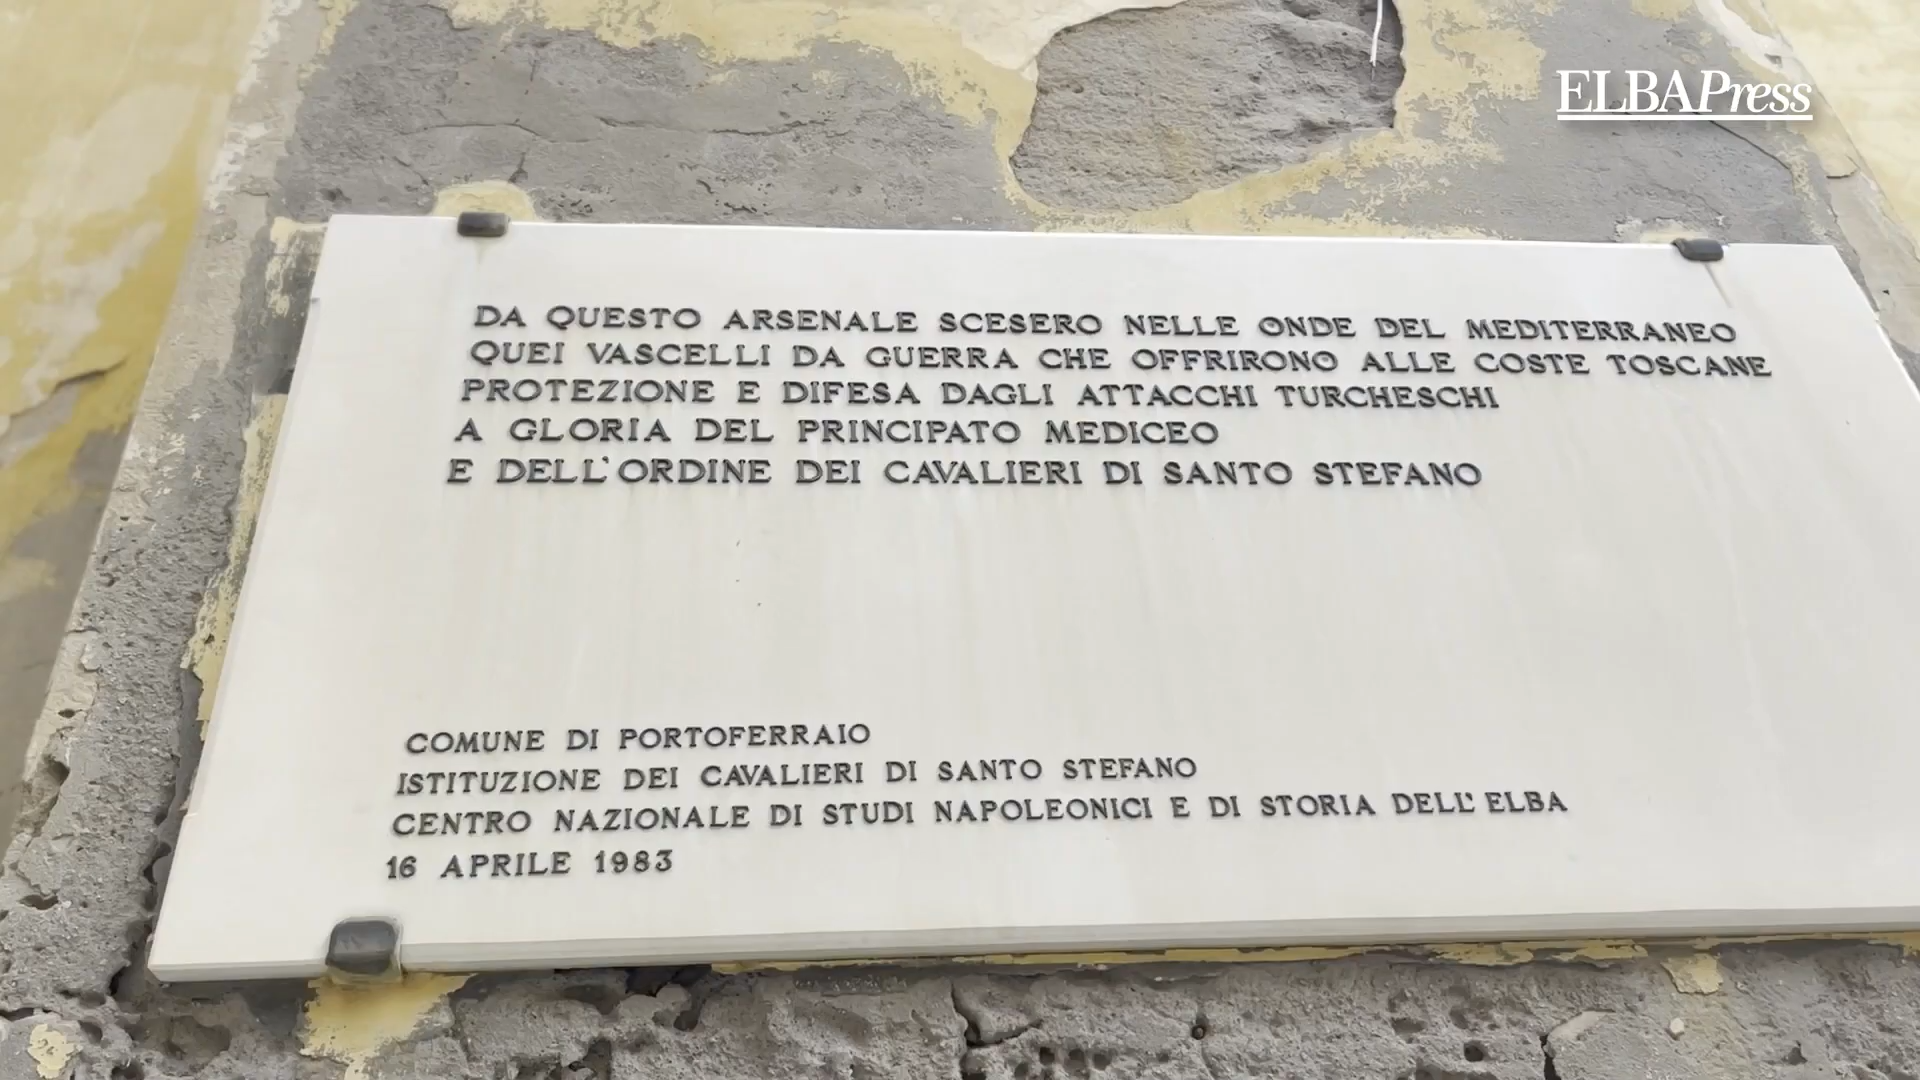 ELBAPress
DA QUESTO ARSENALE SCESERO NELLE ONDE DEL MEDITERRANEO
QUEI VASCELLI DA GUERRA CHE OFFRIRONO ALLE COSTE TOSCANE
PROTEZIONE E DIFESA DAGLI ATTACCHI TURCHESCHI
A GLORIA DEL PRINCIPATO MEDICEO
E DELL'ORDINE DEI CAVALIERI DI SANTO STEFANO
COMUNE DI PORTOFERRAIO
ISTITUZIONE DEI CAVALIERI DI SANTO STEFANO
CENTRO NAZIONALE DI STUDI NAPOLEONICI E DI STORIA DELL'ELBA
16 APRILE 1983